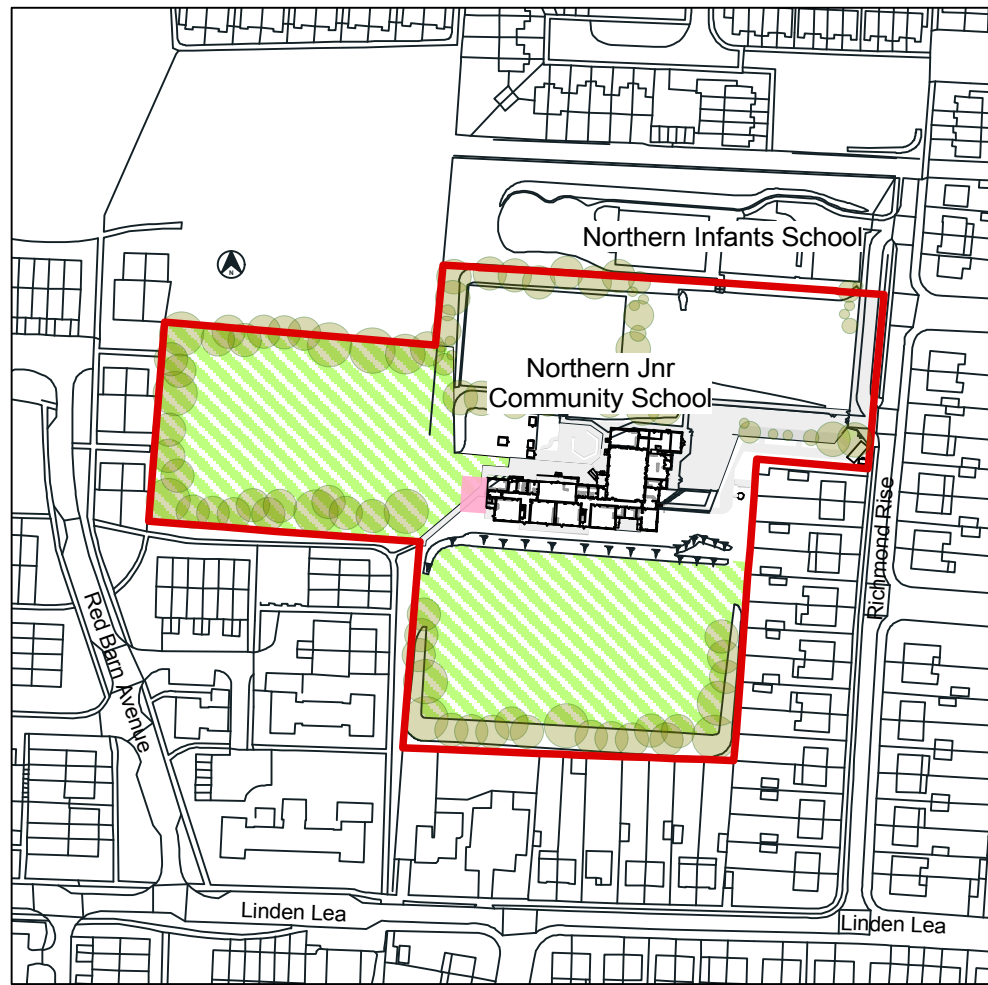 Northern Infants School
N
Northern Jnr
Community School
Richmond Rise
Red Barn Avenue
Linden Lea
Linden Lea